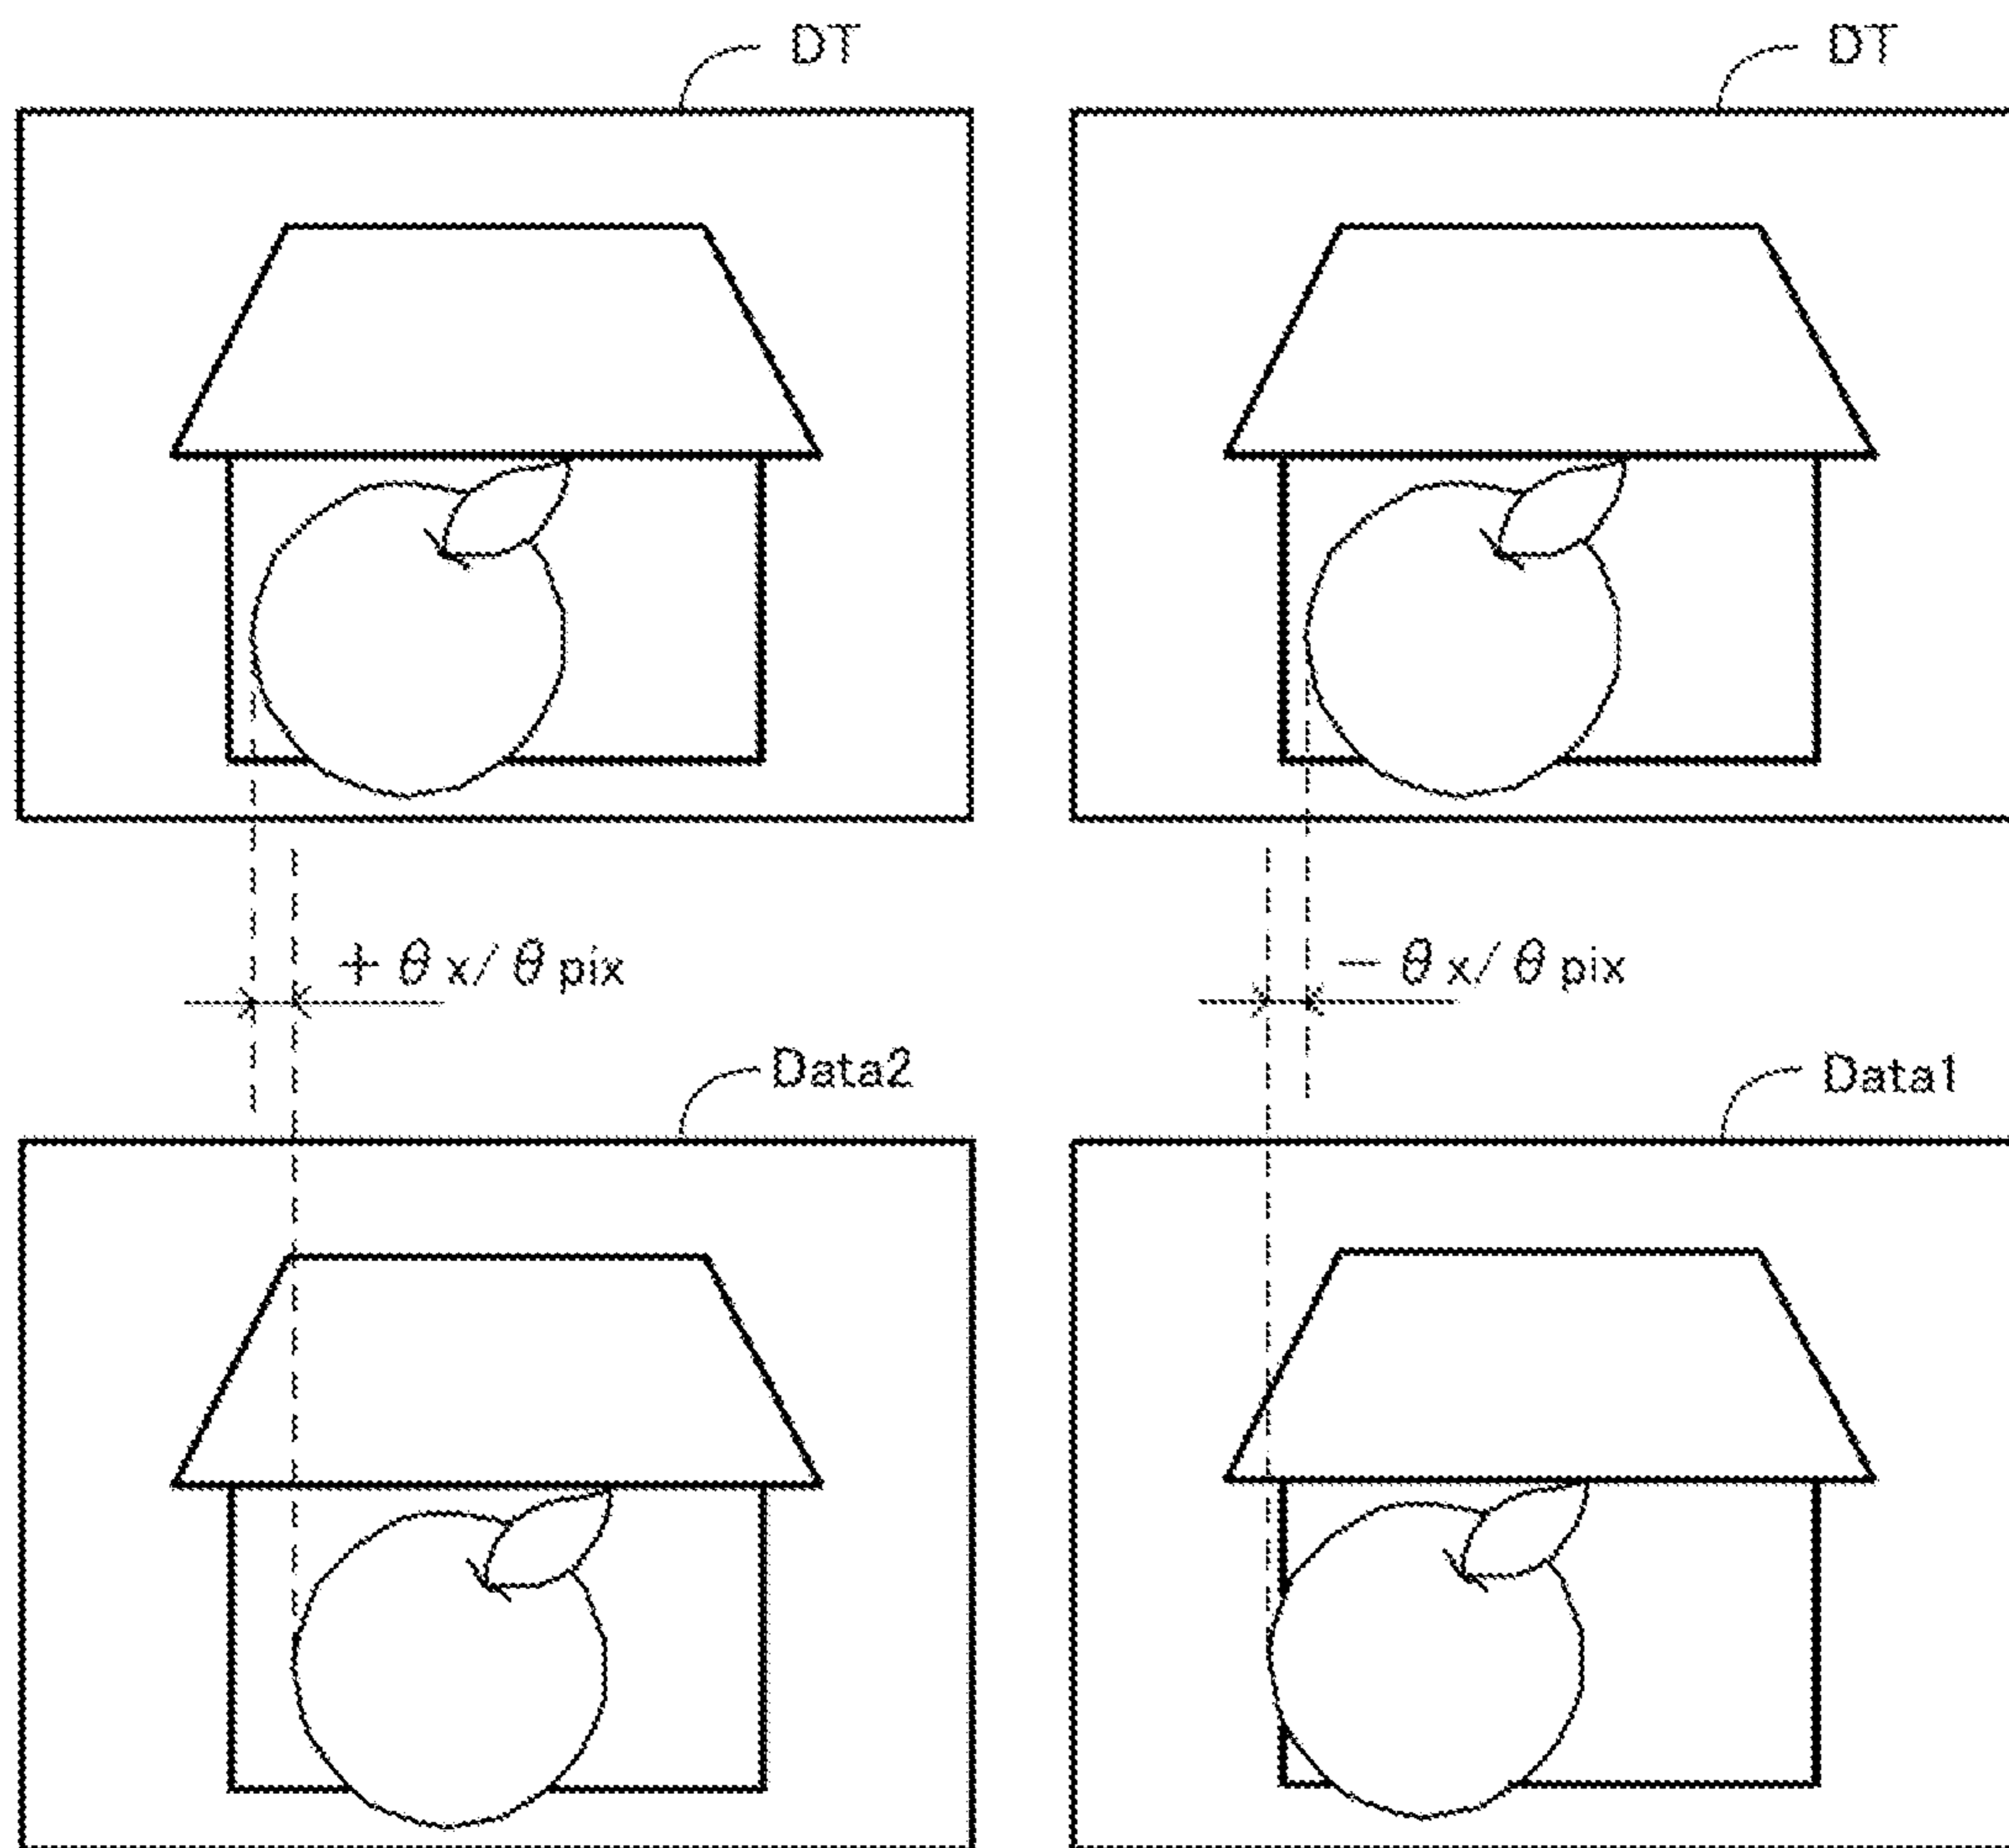 DT
DT
+ θx/ θpix
− θx/ θpix
Data2
Data1